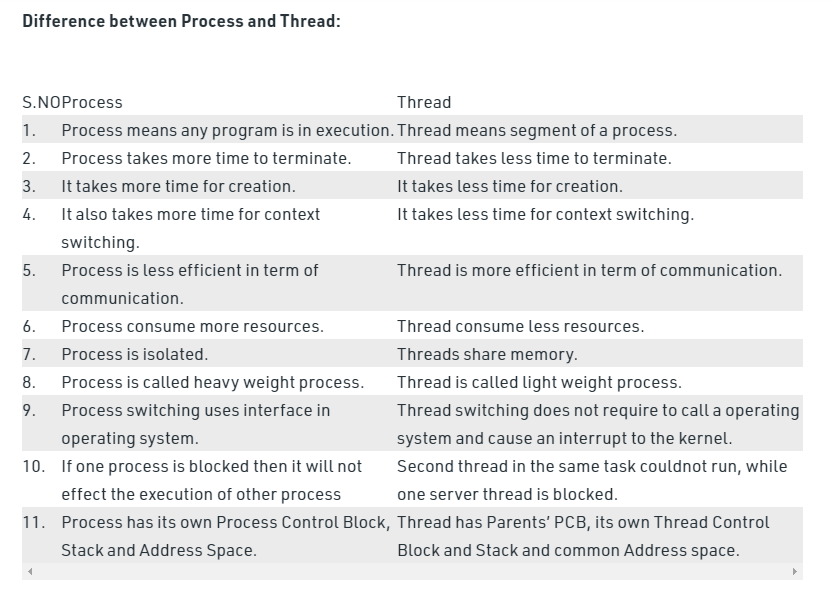 Difference between Process and Thread:
S.NOProcess Thread
1. Process means any program is in execution. Thread means segment of a process.
2. Process takes more time to terminate. Thread takes less time to terminate.
3. It takes more time for creation. It takes less time for creation.
4. It also takes more time for context It takes less time for context switching.
switching.
5. Process is less efficient in term of Thread is more efficient in term of communication.
communication.
6. Process consume more resources. Thread consume less resources.
7. Process is isolated. Threads share memory.
8. Process is called heavy weight process. Thread is called light weight process.
9. Process switching uses interface in Thread switching does not require to call a operating
operating system. system and cause an interrupt to the kernel.
10. If one process is blocked then it will not Second thread in the same task couldnot run, while
effect the execution of other process one server thread is blocked.
11. Process has its own Process Control Block, Thread has Parents’ PCB, its own Thread Control
Stack and Address Space. Block and Stack and common Address space.